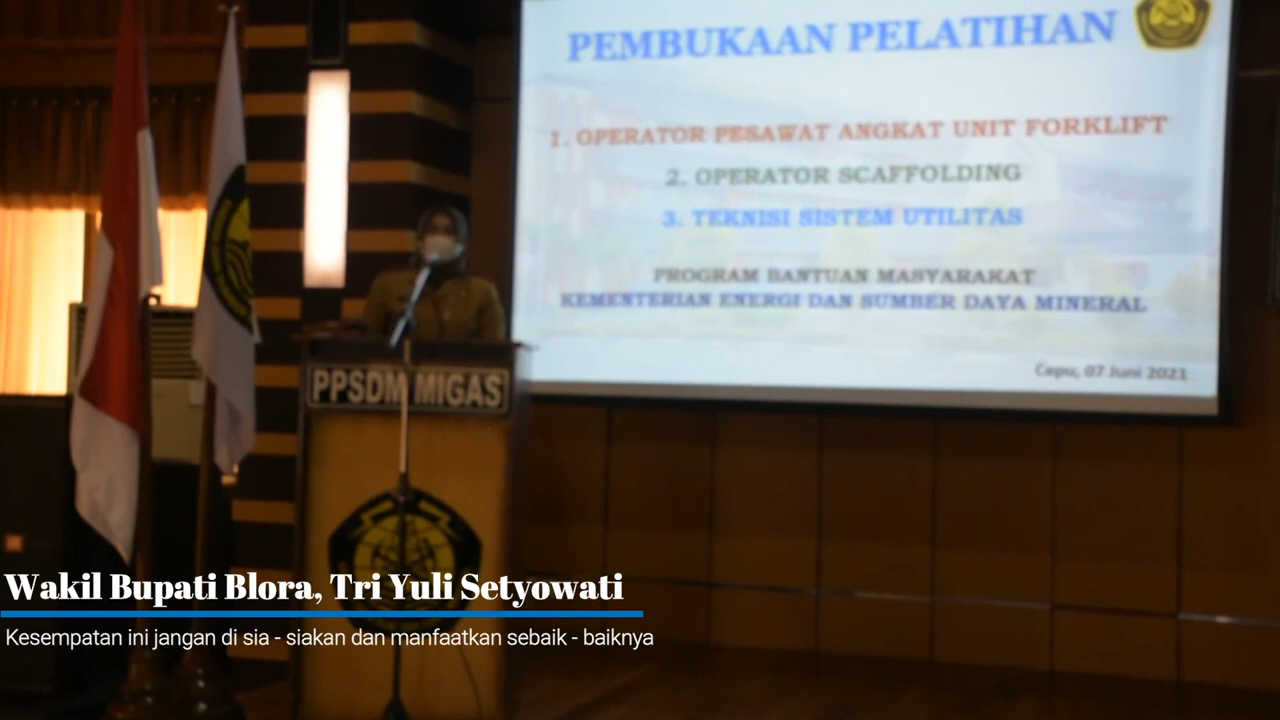 PEMBUKAAN PELATIHAN
1. OPERATOR PESAWAT ANGKAT UNIT FORKLIFT
2. OPERATOR SCAFFOLDING
3. TEKNISI SISTEM UTILITAS
PROGRAM BANTUAN MASYARAKAT
KEMENTERIAN ENERGI DAN SUMBER DAYA MINERAL
Cepu, 07 Juni 2021
PPSDM MIGAS
Wakil Bupati Blora, Tri Yuli Setyowati
Kesempatan ini jangan di sia - siakan dan manfaatkan sebaik - baiknya